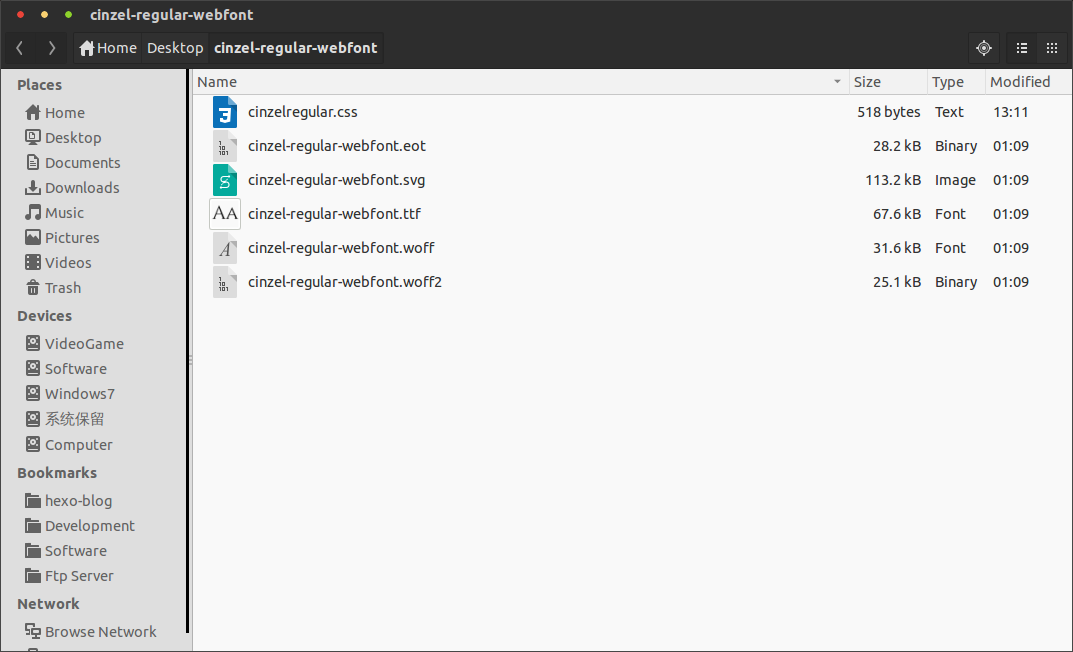 cinzel-regular-webfont
Home Desktop cinzel-regular-webfont
Places
Home
Desktop
Documents
Downloads
Music
Pictures
Videos
Trash
Devices
VideoGame
Software
Windows7
系统保留
Computer
Bookmarks
hexo-blog
Development
Software
Ftp Server
Network
Browse Network
Name Size Type Modified
cinzelregular.css 518 bytes Text 13:11
cinzel-regular-webfont.eot 28.2 kB Binary 01:09
cinzel-regular-webfont.svg 113.2 kB Image 01:09
cinzel-regular-webfont.ttf 67.6 kB Font 01:09
cinzel-regular-webfont.woff 31.6 kB Font 01:09
cinzel-regular-webfont.woff2 25.1 kB Binary 01:09